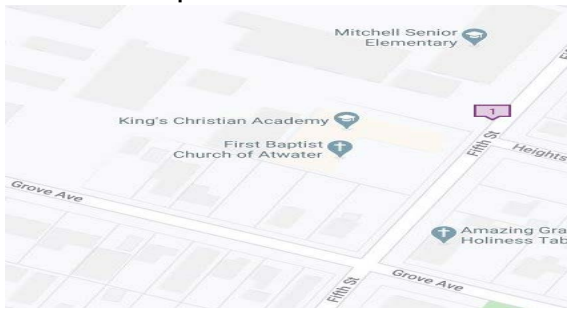 Mitchell Senior
Elementary
King's Christian Academy
1
First Baptist
Church of Atwater
Fifth St
Heights
Grove Ave
Amazing Gra
Holiness Tab
Fifth St
Grove Ave